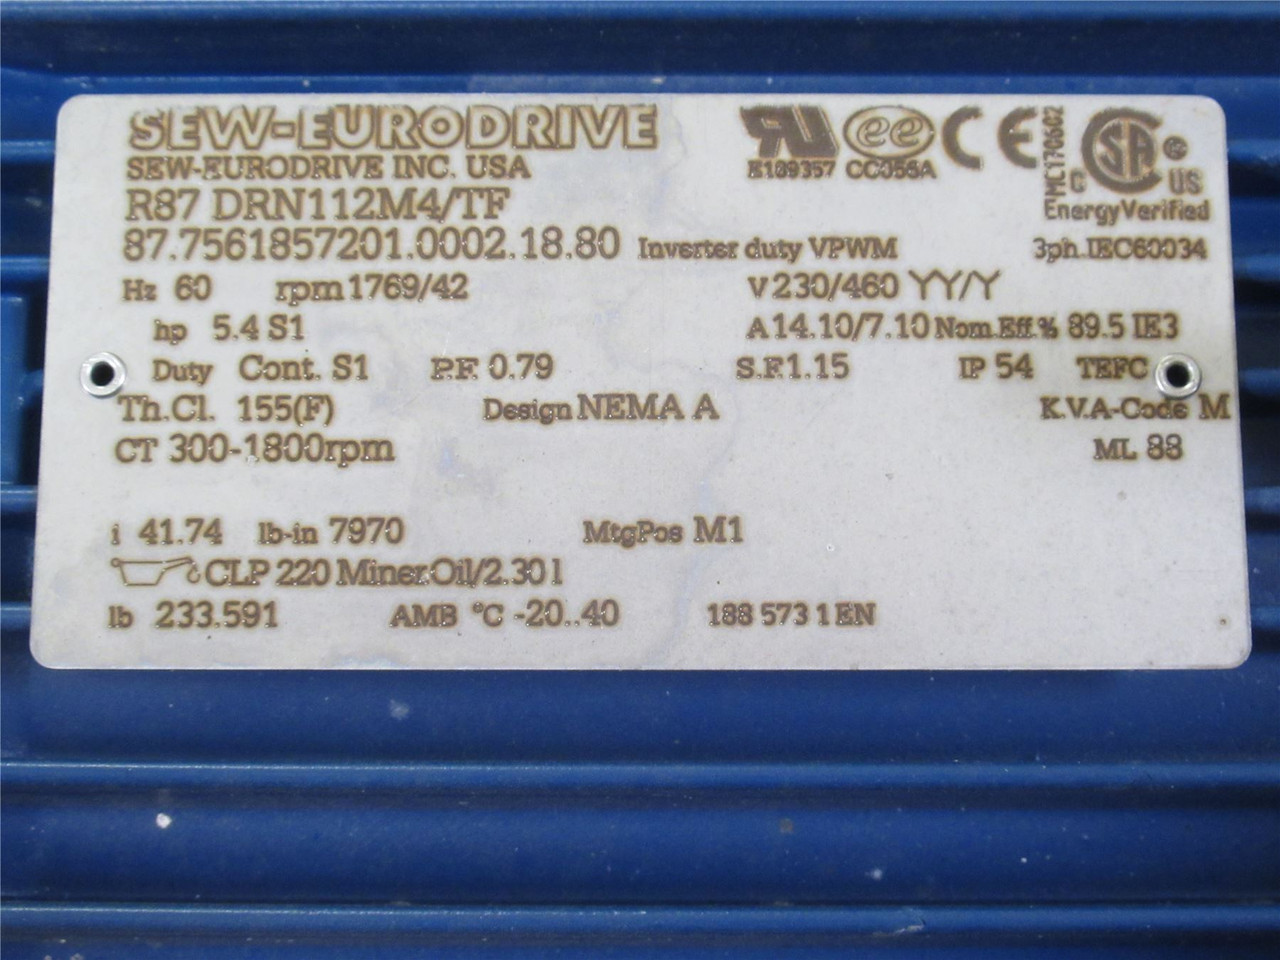 SEW-EURODRIVE
SEW-EURODRIVE INC. USA
E189357 CC056A
EMC170602
C US
EnergyVerified
R87 DRN112M4/TF
87.7561857201.0002.18.80 Inverter duty VPWM 3ph.IEC60034
Hz 60 rpm 1769/42 V 230/460 YY/Y
hp 5.4 S1 A 14.10/7.10 Nom.Eff.% 89.5 IE3
Duty Cont. S1 P.F. 0.79 S.F. 1.15 IP 54 TEFC
Th.Cl. 155(F) Design NEMA A K.V.A-Code M
CT 300-1800rpm ML 88
i 41.74 lb-in 7970 MtgPos M1
CLP 220 Miner.Oil/2.30 l
lb 233.591 AMB °C -20..40 188 573 1 EN